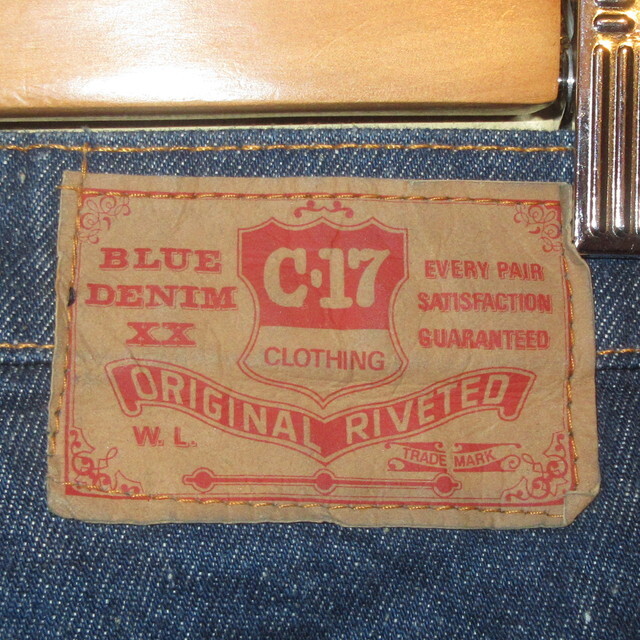 BLUE
DENIM
XX
C·17
CLOTHING
EVERY PAIR
SATISFACTION
GUARANTEED
ORIGINAL RIVETED
W. L.
TRADE MARK